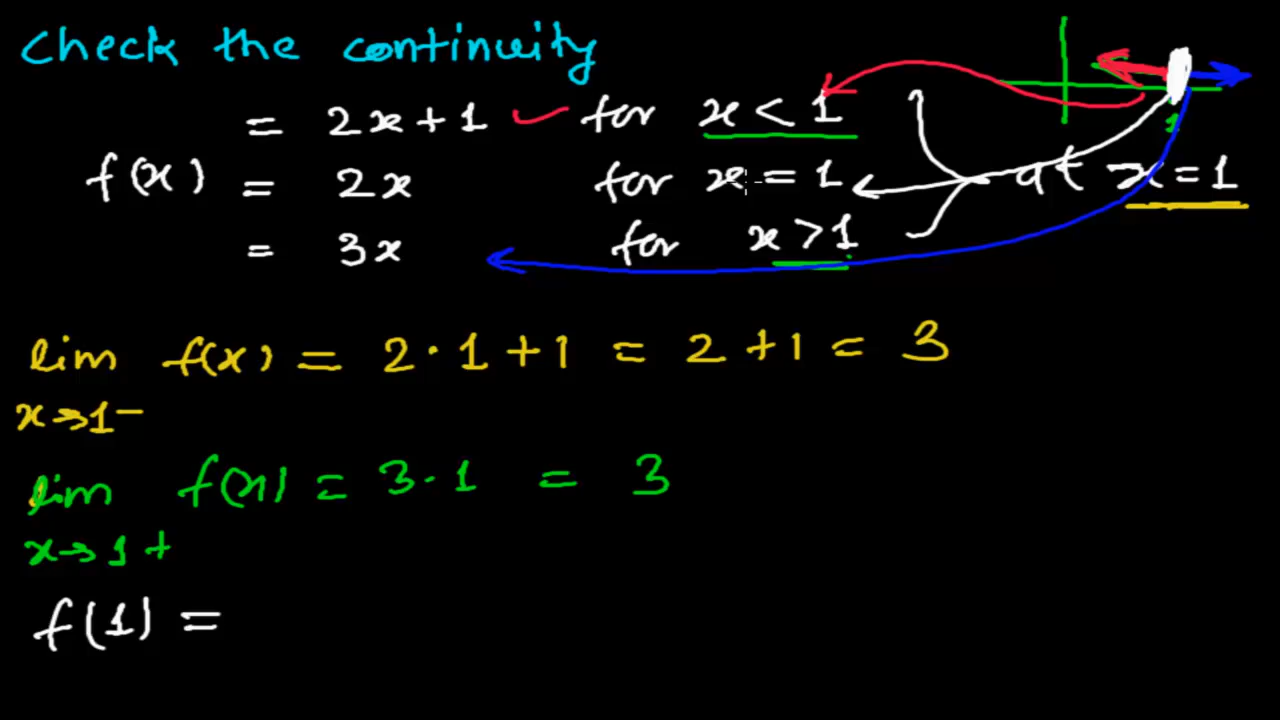 Check the continuity
= 2x+1 for x < 1
f(x) = 2x for x = 1 at x = 1
= 3x for x > 1
1
lim f(x) = 2·1 + 1 = 2 + 1 = 3
x→1−
lim f(x) = 3·1 = 3
x→1+
f(1) =